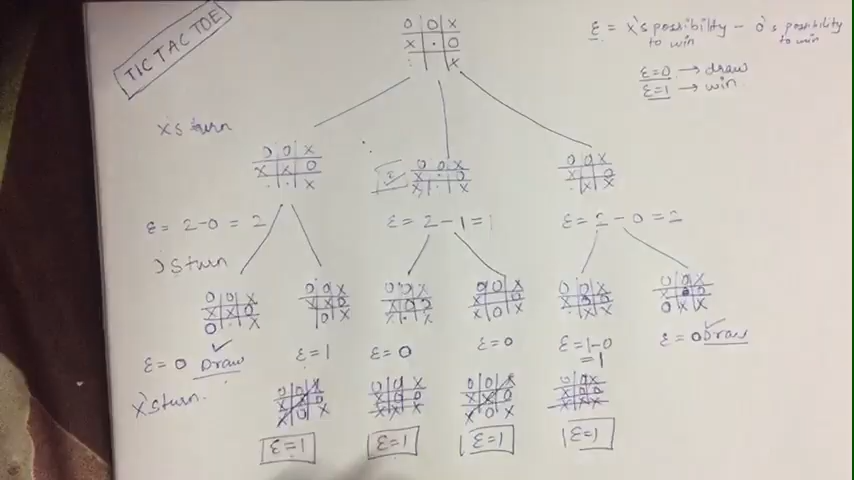 TIC TAC TOE
O O X
X . O
. X
Ɛ = X's possibility to win - O's possibility to win
Ɛ=0 → draw
Ɛ=1 → win
X's turn
O O X
X X O
. . X
O O X
X . O
X . X
O O X
X . O
. X X
Ɛ = 2-0 = 2
Ɛ = 2-1 = 1
Ɛ = 2-0 = 2
O's turn
O O X
X X O
O . X
O O X
X X O
O X
O O X
X O O
X . X
O O X
X O
X O X
O O X
X O O
X X
O O X
X O
O X X
Ɛ = 0 Draw
Ɛ = 1
Ɛ = 0
Ɛ = 0
Ɛ = 1-0
= 1
Ɛ = 0 Draw
X's turn.
O O X
X X O
X O X
O O X
X O O
X X X
O O X
X X O
X O X
O O X
X O O
X X X
Ɛ=1
Ɛ=1
Ɛ=1
Ɛ=1